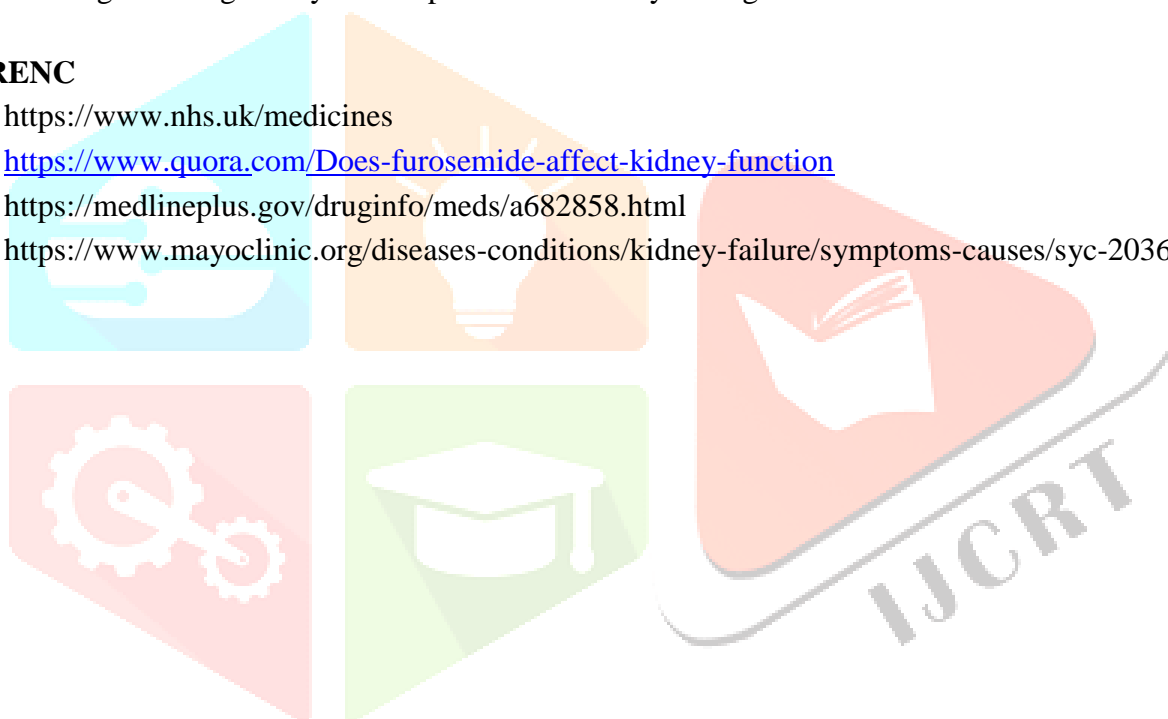 RENC
https://www.nhs.uk/medicines
https://www.quora.com/Does-furosemide-affect-kidney-function
https://medlineplus.gov/druginfo/meds/a682858.html
https://www.mayoclinic.org/diseases-conditions/kidney-failure/symptoms-causes/syc-2036
IJCRT